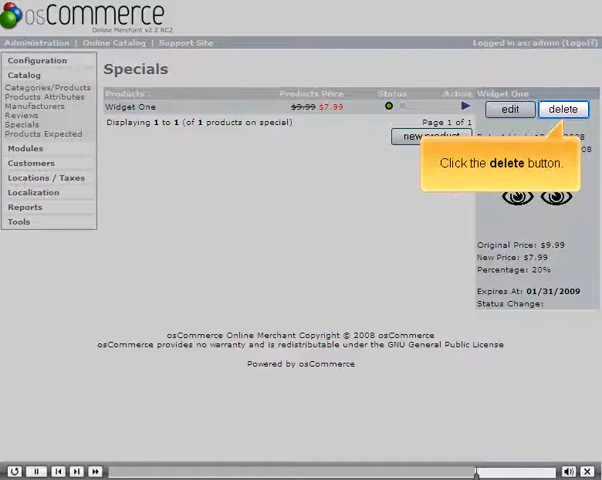 osCommerce
Online Merchant v2.2 RC2
Administration | Online Catalog | Support Site
Logged in as: admin (Logoff)
Configuration
Catalog
Categories/Products
Products Attributes
Manufacturers
Reviews
Specials
Products Expected
Modules
Customers
Locations / Taxes
Localization
Reports
Tools
Specials
Products Products Price Status Action
Widget One $9.99 $7.99
Displaying 1 to 1 (of 1 products on special) Page 1 of 1
new product
Widget One
edit delete
Click the delete button.
Original Price: $9.99
New Price: $7.99
Percentage: 20%
Expires At: 01/31/2009
Status Change:
osCommerce Online Merchant Copyright © 2008 osCommerce
osCommerce provides no warranty and is redistributable under the GNU General Public License
Powered by osCommerce